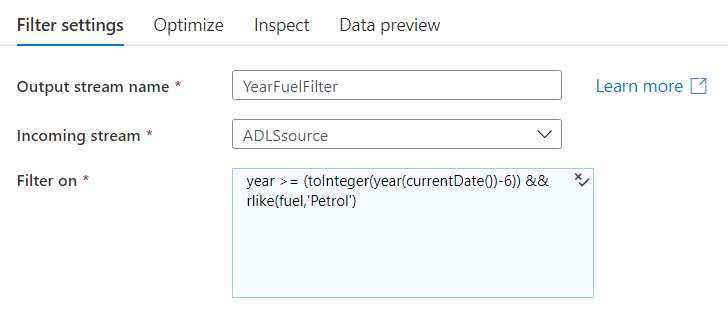 Filter settings Optimize Inspect Data preview
Output stream name * YearFuelFilter Learn more
Incoming stream * ADLSsource
Filter on * year >= (toInteger(year(currentDate())-6)) &&
rlike(fuel,'Petrol')